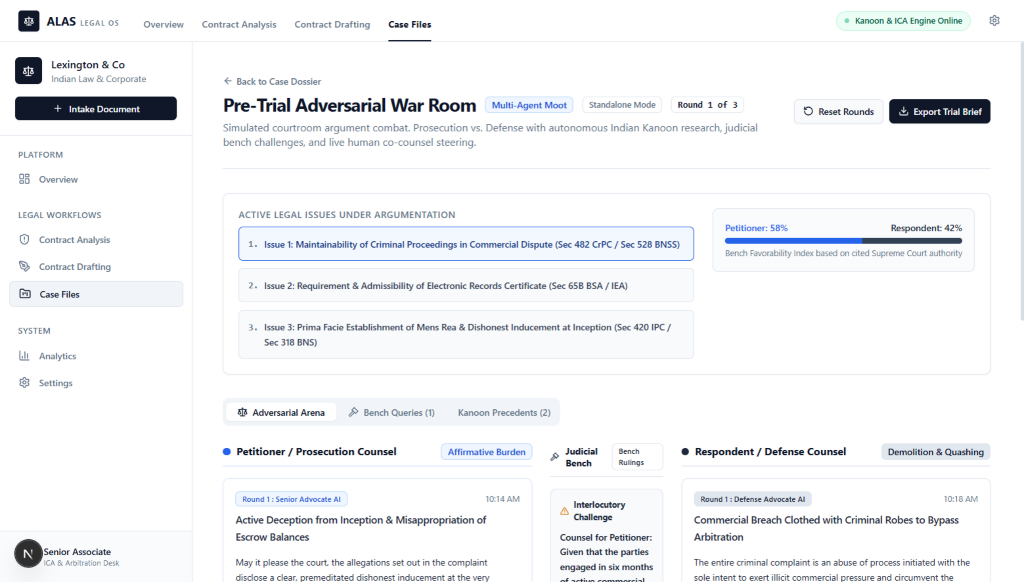 ALAS LEGAL OS
Overview
Contract Analysis
Contract Drafting
Case Files
Kanoon & ICA Engine Online
Lexington & Co
Indian Law & Corporate
+ Intake Document
PLATFORM
Overview
LEGAL WORKFLOWS
Contract Analysis
Contract Drafting
Case Files
SYSTEM
Analytics
Settings
N
Senior Associate
ICA & Arbitration Desk
← Back to Case Dossier
Pre-Trial Adversarial War Room
Multi-Agent Moot
Standalone Mode
Round 1 of 3
Reset Rounds
Export Trial Brief
Simulated courtroom argument combat. Prosecution vs. Defense with autonomous Indian Kanoon research, judicial
bench challenges, and live human co-counsel steering.
ACTIVE LEGAL ISSUES UNDER ARGUMENTATION
1. Issue 1: Maintainability of Criminal Proceedings in Commercial Dispute (Sec 482 CrPC / Sec 528 BNSS)
2. Issue 2: Requirement & Admissibility of Electronic Records Certificate (Sec 65B BSA / IEA)
3. Issue 3: Prima Facie Establishment of Mens Rea & Dishonest Inducement at Inception (Sec 420 IPC /
Sec 318 BNS)
Petitioner: 58%
Respondent: 42%
Bench Favorability Index based on cited Supreme Court authority
Adversarial Arena
Bench Queries (1)
Kanoon Precedents (2)
Petitioner / Prosecution Counsel
Affirmative Burden
Round 1 : Senior Advocate AI
10:14 AM
Active Deception from Inception & Misappropriation of
Escrow Balances
May it please the court, the allegations set out in the complaint
disclose a clear, premeditated dishonest inducement at the very
Judicial
Bench
Bench
Rulings
Interlocutory
Challenge
Counsel for Petitioner:
Given that the parties
engaged in six months
of active commercial
Respondent / Defense Counsel
Demolition & Quashing
Round 1 : Defense Advocate AI
10:18 AM
Commercial Breach Clothed with Criminal Robes to Bypass
Arbitration
The entire criminal complaint is an abuse of process initiated with the
sole intent to exert illicit commercial pressure and circumvent the